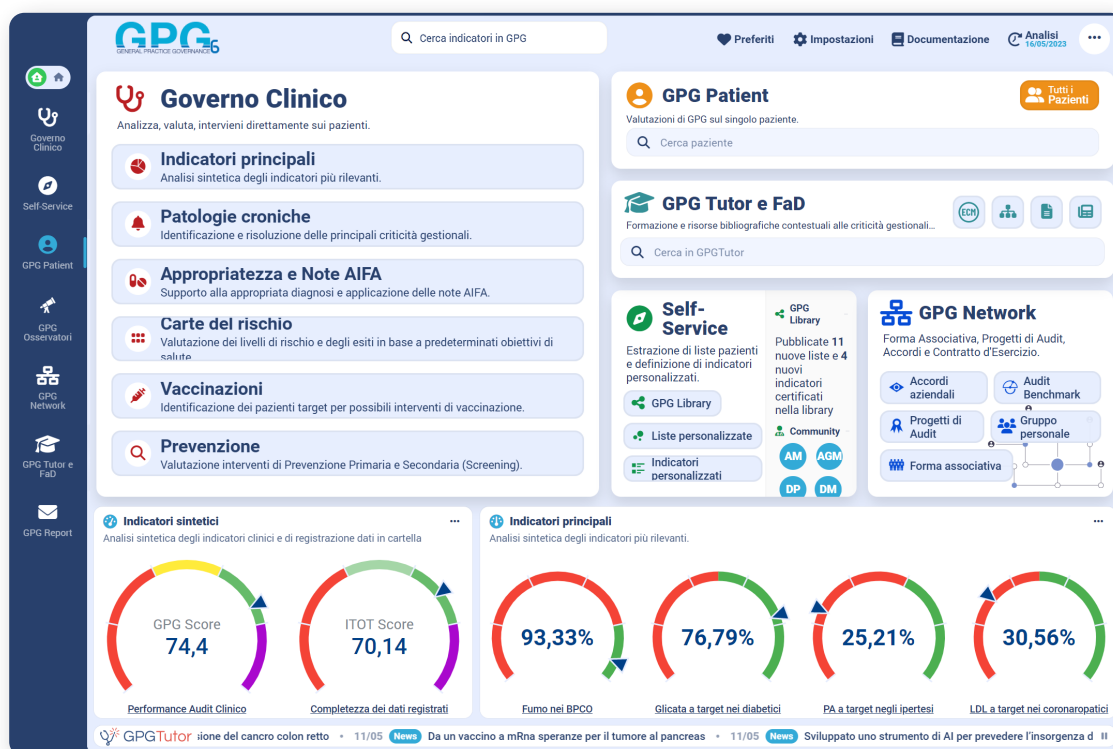 GPG6
GENERAL PRACTICE GOVERNANCE
Cerca indicatori in GPG
Preferiti
Impostazioni
Documentazione
Analisi
16/05/2023
Governo
Clinico
Self-Service
GPG Patient
GPG
Osservatori
GPG
Network
GPG Tutor e
FaD
GPG Report
Governo Clinico
Analizza, valuta, intervieni direttamente sui pazienti.
Indicatori principali
Analisi sintetica degli indicatori più rilevanti.
Patologie croniche
Identificazione e risoluzione delle principali criticità gestionali.
Appropriatezza e Note AIFA
Supporto alla appropriata diagnosi e applicazione delle note AIFA.
Carte del rischio
Valutazione dei livelli di rischio e degli esiti in base a predeterminati obiettivi di
salute
Vaccinazioni
Identificazione dei pazienti target per possibili interventi di vaccinazione.
Prevenzione
Valutazione interventi di Prevenzione Primaria e Secondaria (Screening).
GPG Patient
Tutti i
Pazienti
Valutazioni di GPG sul singolo paziente.
Cerca paziente
GPG Tutor e FaD
Formazione e risorse bibliografiche contestuali alle criticità gestionali...
ECM
Cerca in GPGTutor
Self-
Service
Estrazione di liste pazienti
e definizione di indicatori
personalizzati.
GPG Library
Liste personalizzate
Indicatori
personalizzati
GPG
Library
Pubblicate 11
nuove liste e 4
nuovi
indicatori
certificati
nella library
Community
AM
AGM
DP
DM
GPG Network
Forma Associativa, Progetti di Audit,
Accordi e Contratto d'Esercizio.
Accordi
aziendali
Audit
Benchmark
Progetti di
Audit
Gruppo
personale
Forma associativa
Indicatori sintetici
Analisi sintetica degli indicatori clinici e di registrazione dati in cartella
GPG Score
74,4
Performance Audit Clinico
ITOT Score
70,14
Completezza dei dati registrati
Indicatori principali
Analisi sintetica degli indicatori più rilevanti.
93,33%
Fumo nei BPCO
76,79%
Glicata a target nei diabetici
25,21%
PA a target negli ipertesi
30,56%
LDL a target nei coronaropatici
GPGTutor ione del cancro colon retto • 11/05 News Da un vaccino a mRna speranze per il tumore al pancreas • 11/05 News Sviluppato uno strumento di AI per prevedere l'insorgenza d